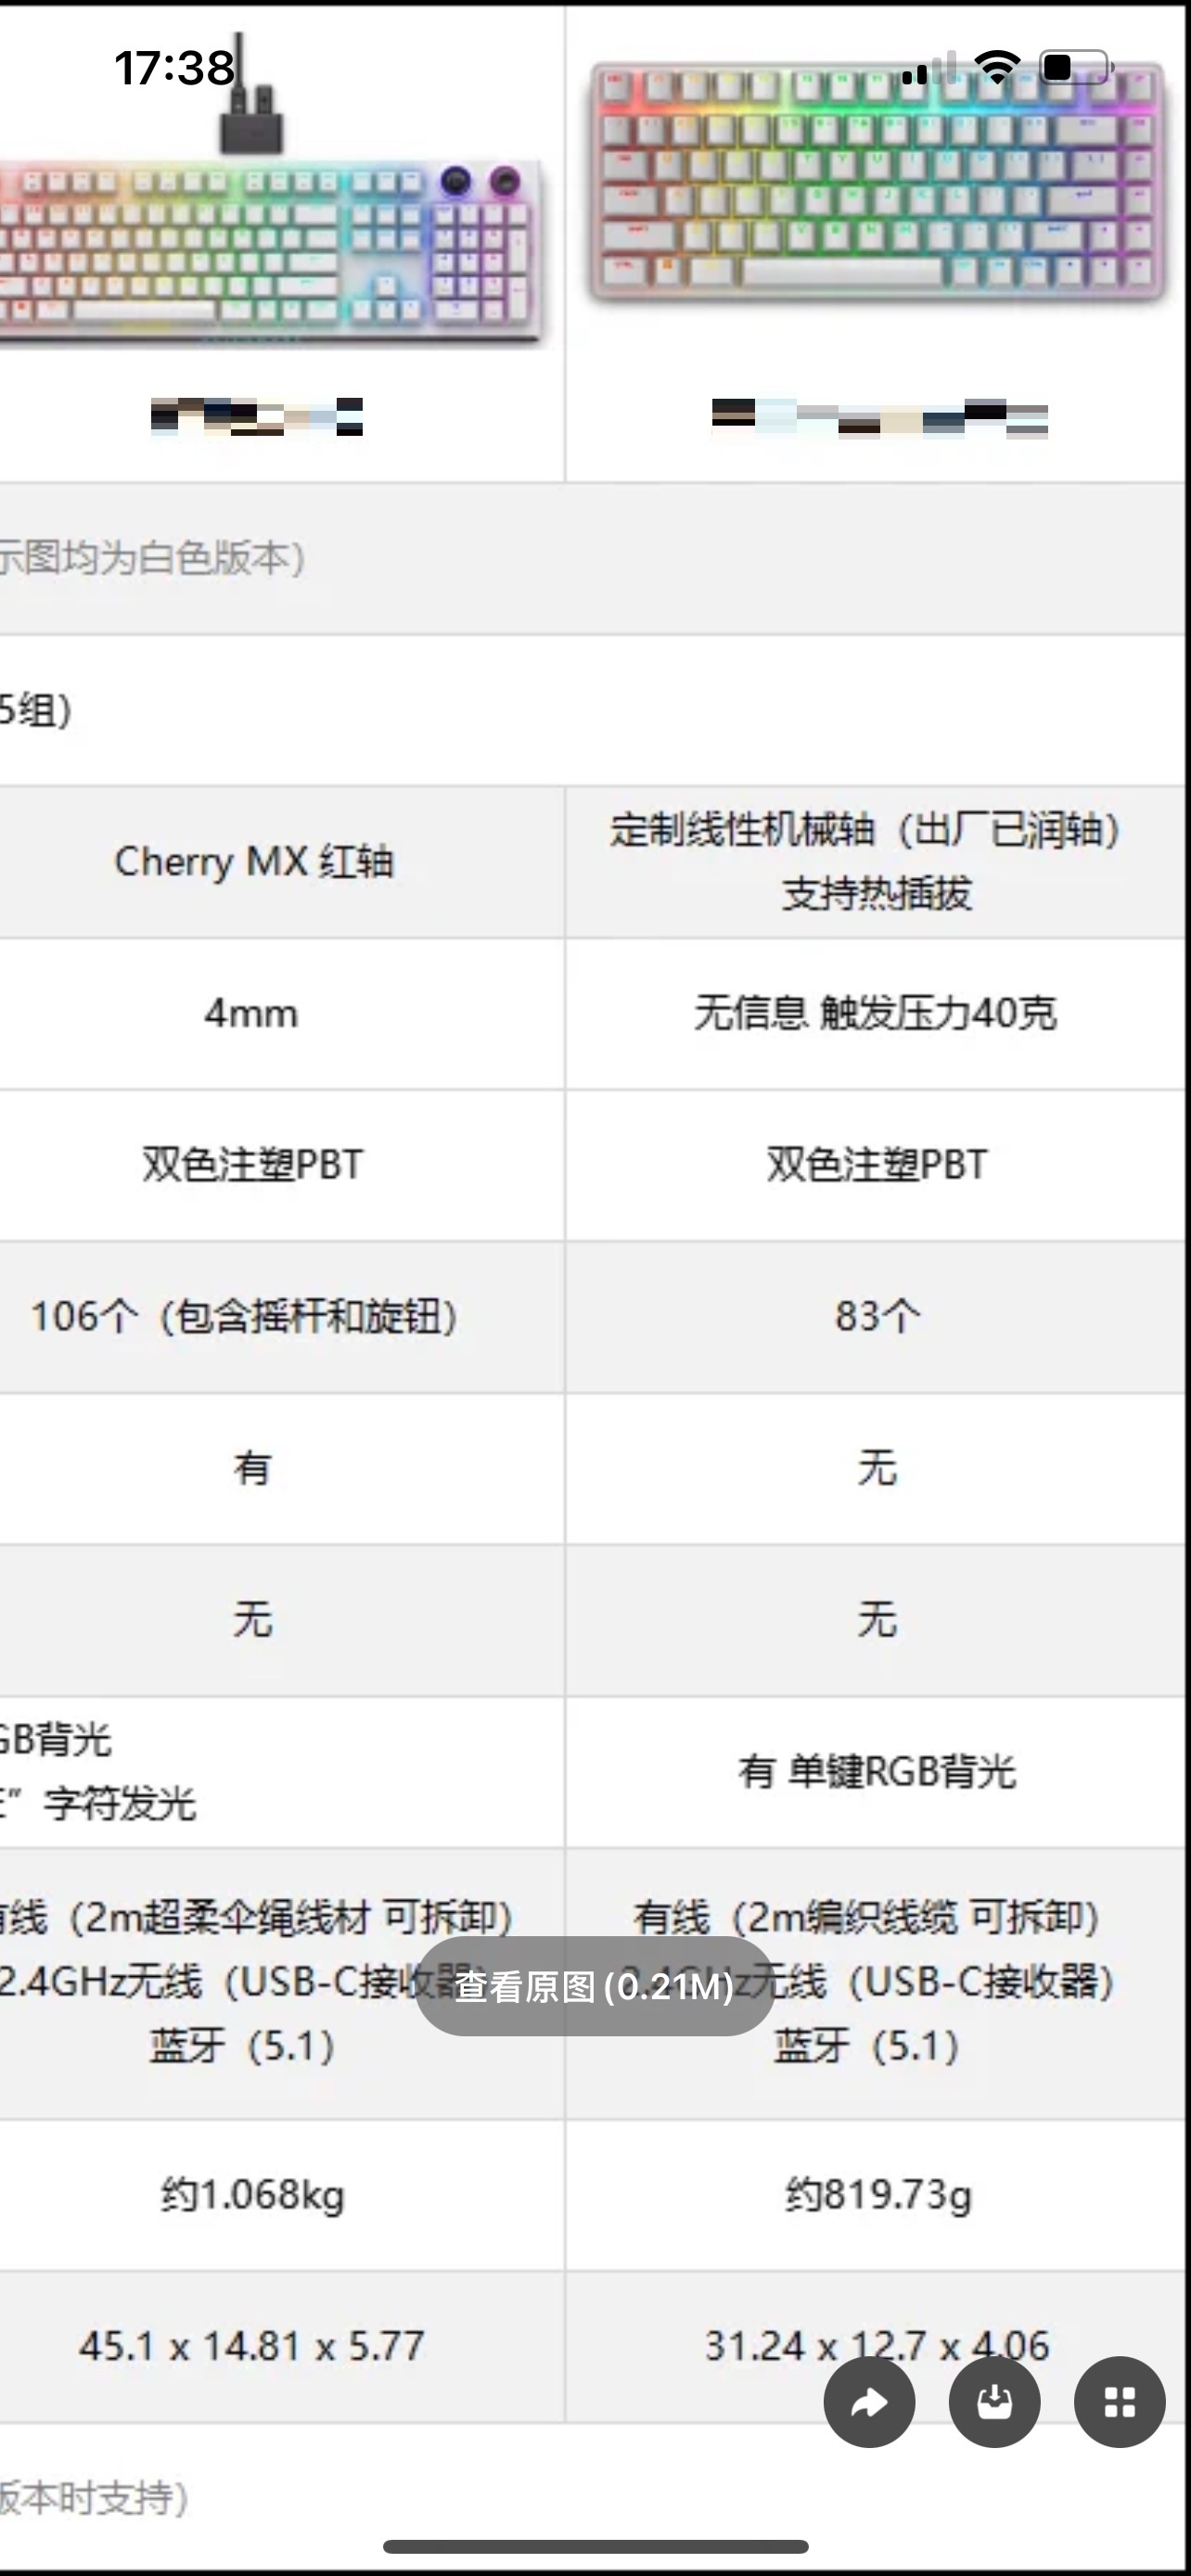 17:38
示图均为白色版本）
5组）
Cherry MX 红轴
定制线性机械轴（出厂已润轴）
支持热插拔
4mm
无信息 触发压力40克
双色注塑PBT
双色注塑PBT
106个（包含摇杆和旋钮）
83个
有
无
无
无
GB背光
E”字符发光
有 单键RGB背光
有线（2m超柔伞绳线材 可拆卸）
2.4GHz无线（USB-C接收器）
蓝牙（5.1）
有线（2m编织线缆 可拆卸）
2.4GHz无线（USB-C接收器）
蓝牙（5.1）
查看原图(0.21M)
约1.068kg
约819.73g
45.1 x 14.81 x 5.77
31.24 x 12.7 x 4.06
版本时支持）